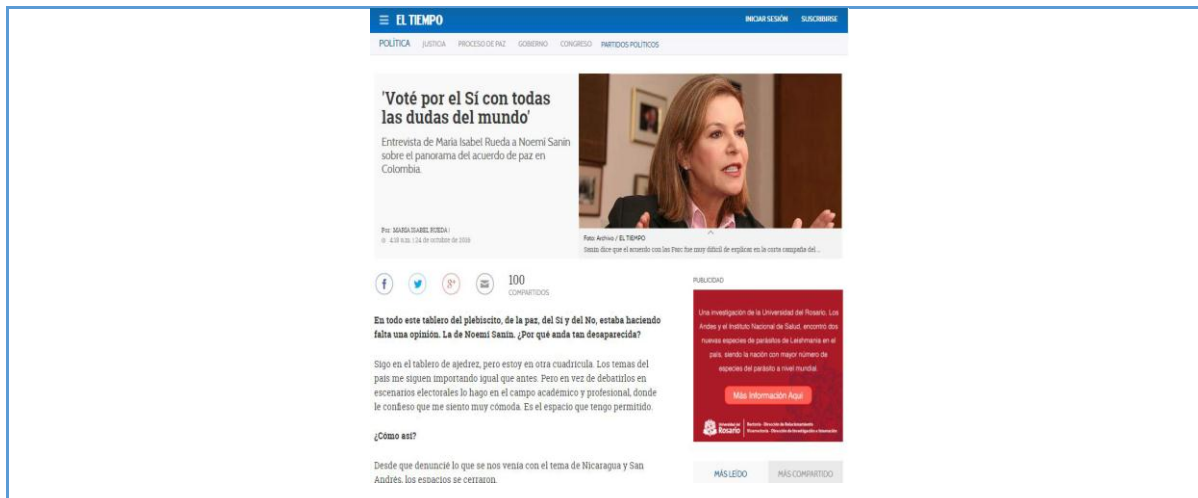 EL TIEMPO
INICIAR SESIÓN SUSCRIBIRSE
POLÍTICA JUSTICIA PROCESO DE PAZ GOBIERNO CONGRESO PARTIDOS POLÍTICOS
'Voté por el Sí con todas
las dudas del mundo'
Entrevista de María Isabel Rueda a Noemí Sanín
sobre el panorama del acuerdo de paz en
Colombia.
Por: MARÍA ISABEL RUEDA |
4:19 a.m. | 24 de octubre de 2016
Foto: Archivo / EL TIEMPO
Sanín dice que el acuerdo con las Farc fue muy difícil de explicar en la corta campaña del...
100
COMPARTIDOS
En todo este tablero del plebiscito, de la paz, del Sí y del No, estaba haciendo
falta una opinión. La de Noemí Sanín. ¿Por qué anda tan desaparecida?
Sigo en el tablero de ajedrez, pero estoy en otra cuadrícula. Los temas del
país me siguen importando igual que antes. Pero en vez de debatirlos en
escenarios electorales lo hago en el campo académico y profesional, donde
le confieso que me siento muy cómoda. Es el espacio que tengo permitido.
¿Cómo así?
Desde que denuncié lo que se nos venía con el tema de Nicaragua y San
Andrés, los espacios se cerraron.
PUBLICIDAD
Una investigación de la Universidad del Rosario, Los
Andes y el Instituto Nacional de Salud, encontró dos
nuevas especies de parásitos de Leishmania en el
país, siendo la nación con mayor número de
especies del parásito a nivel mundial.
Más Información Aquí
Universidad del
Rosario
MÁS LEÍDO MÁS COMPARTIDO